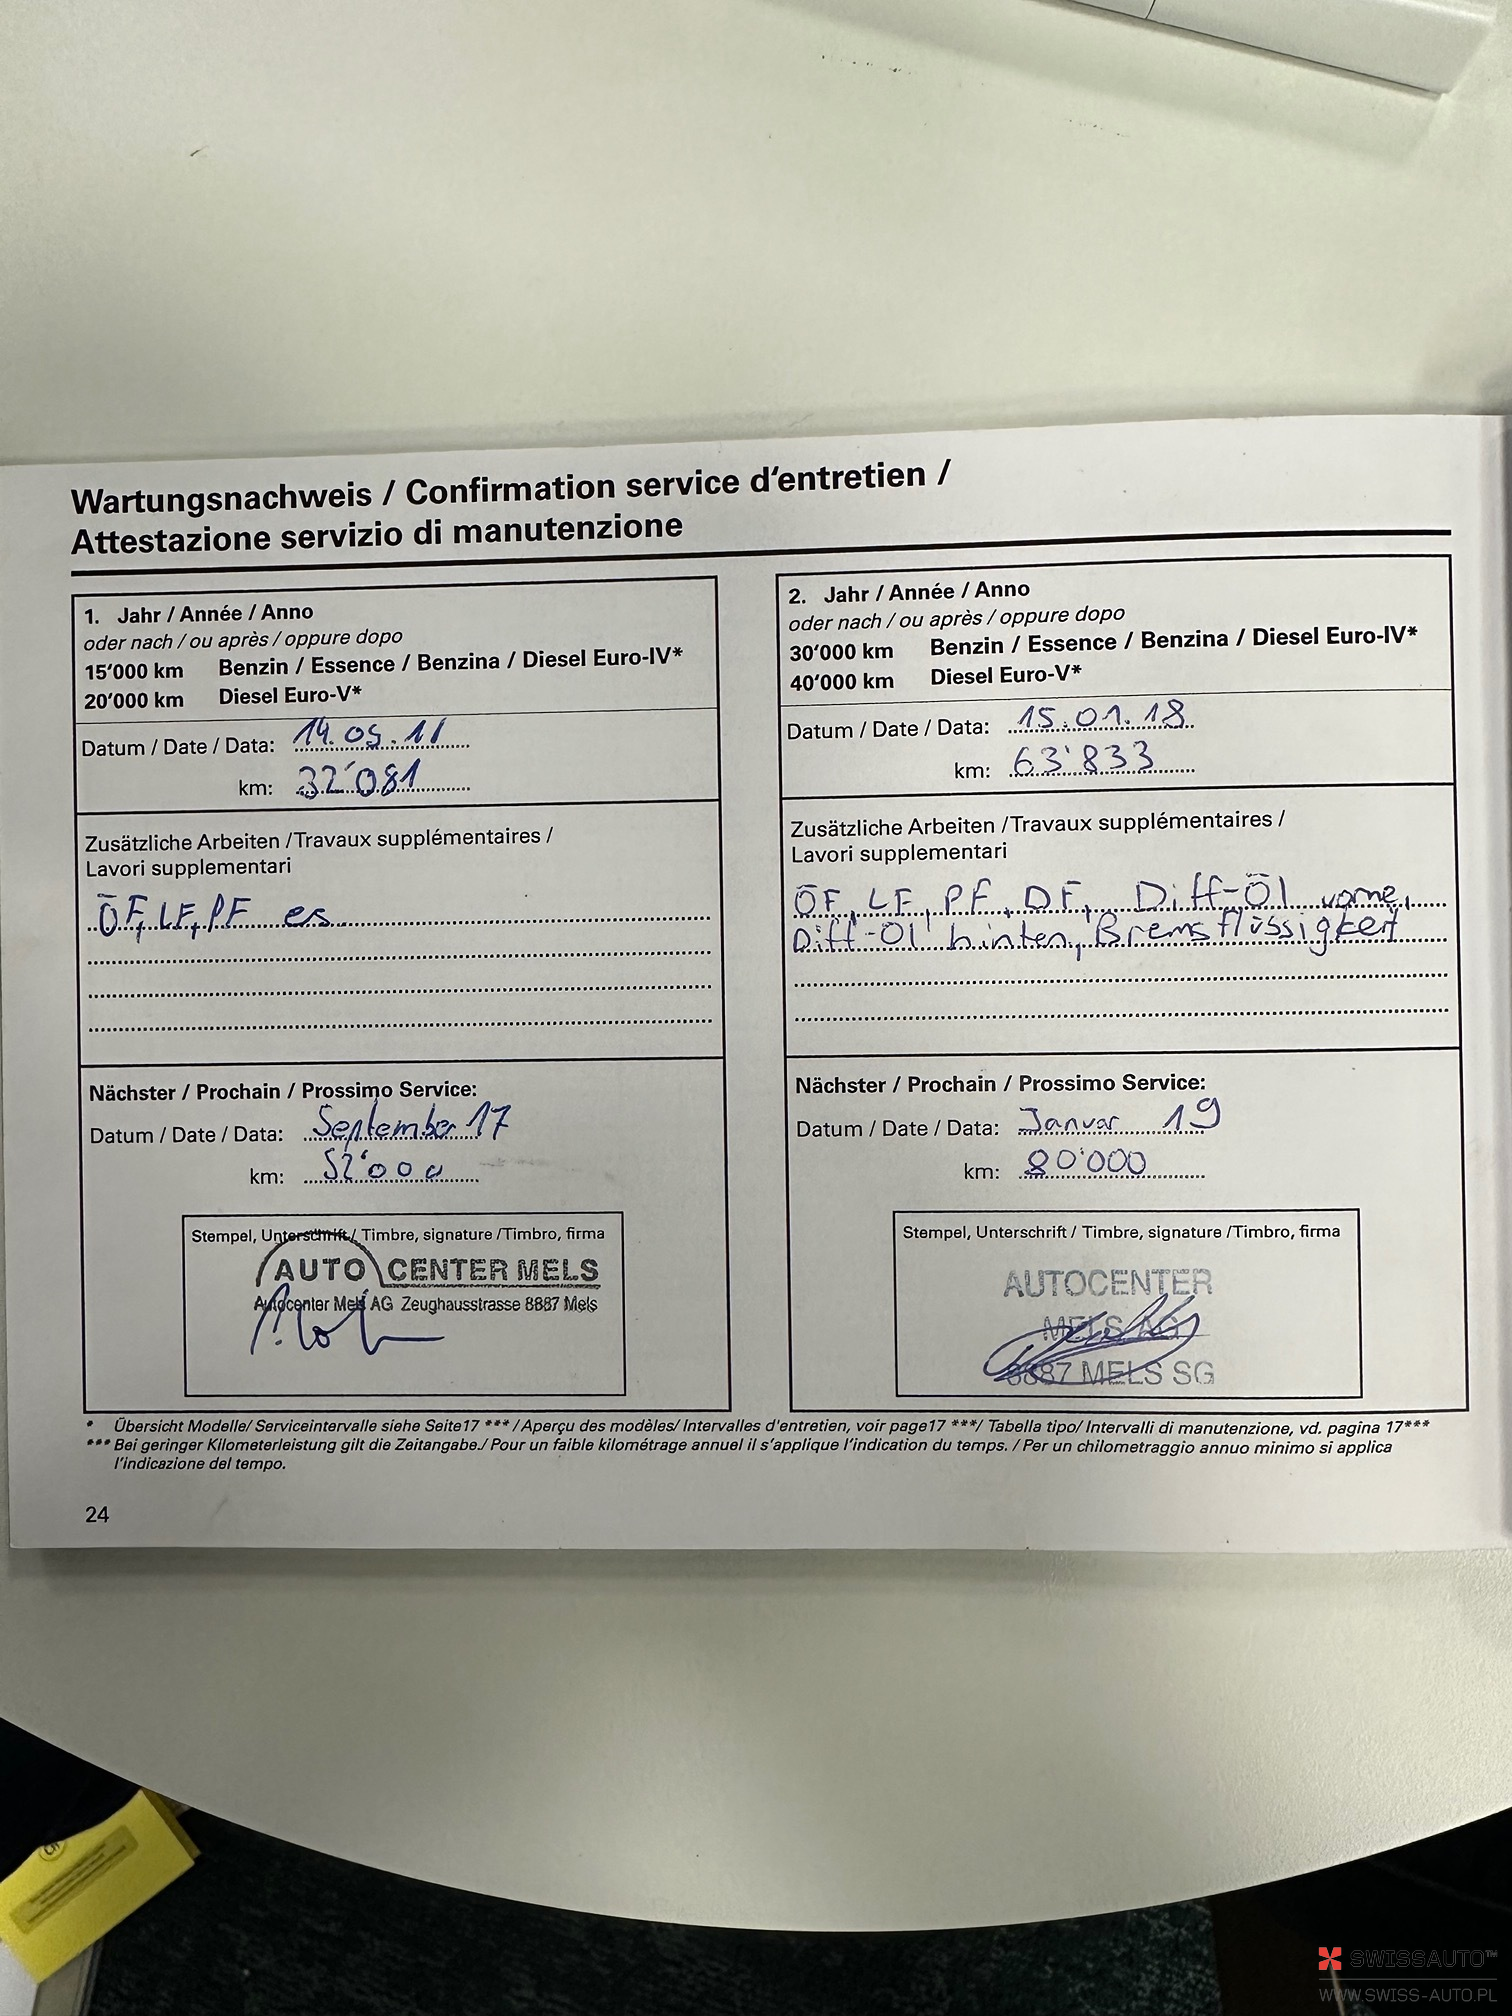 Wartungsnachweis / Confirmation service d'entretien /
Attestazione servizio di manutenzione
1. Jahr / Année / Anno
oder nach / ou après / oppure dopo
15'000 km Benzin / Essence / Benzina / Diesel Euro-IV*
20'000 km Diesel Euro-V*
Datum / Date / Data: 14.09.
km: 32'081
Zusätzliche Arbeiten / Travaux supplémentaires /
Lavori supplementari
ÖF, LF, PF es
Nächster / Prochain / Prossimo Service:
Datum / Date / Data: September 17
km: 52'000
Stempel, Unterschrift / Timbre, signature / Timbro, firma
AUTO CENTER MELS
Autocenter Mels AG Zeughausstrasse 8887 Mels
2. Jahr / Année / Anno
oder nach / ou après / oppure dopo
30'000 km Benzin / Essence / Benzina / Diesel Euro-IV*
40'000 km Diesel Euro-V*
Datum / Date / Data: 15.01.18
km: 63'833
Zusätzliche Arbeiten / Travaux supplémentaires /
Lavori supplementari
ÖF, LF, PF, DF, Diff-Öl vorne,
Diff-Öl hinten, Bremsflüssigkeit
Nächster / Prochain / Prossimo Service:
Datum / Date / Data: Januar 19
km: 80'000
Stempel, Unterschrift / Timbre, signature / Timbro, firma
AUTOCENTER
MELS AG
8887 MELS SG
* Übersicht Modelle/ Serviceintervalle siehe Seite17 *** / Aperçu des modèles/ Intervalles d'entretien, voir page17 ***/ Tabella tipo/ Intervalli di manutenzione, vd. pagina 17***
*** Bei geringer Kilometerleistung gilt die Zeitangabe./ Pour un faible kilométrage annuel il s'applique l'indication du temps. / Per un chilometraggio annuo minimo si applica
l'indicazione del tempo.
24
SWISSAUTO™
WWW.SWISS-AUTO.PL